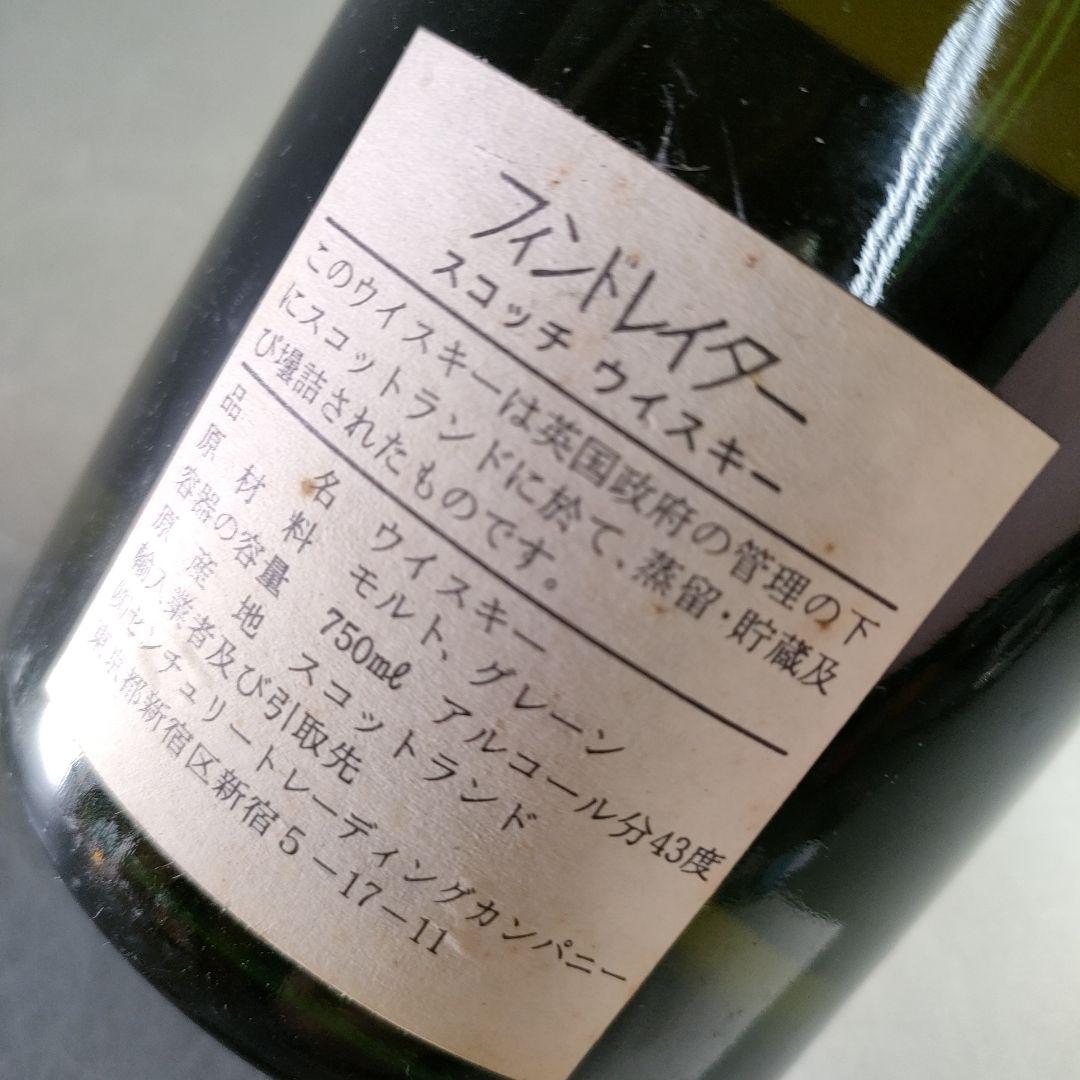 フィンドレイター
スコッチ ウイスキー
このウイスキーは英国政府の管理の下
にスコットランドに於て、蒸留・貯蔵及
び壜詰されたものです。
品名 ウイスキー
原材料 モルト、グレーン
容器の容量 750mℓ アルコール分43度
原産地 スコットランド
輸入業者及び引取先
㈱センチュリートレーディングカンパニー
東京都新宿区新宿5-17-11